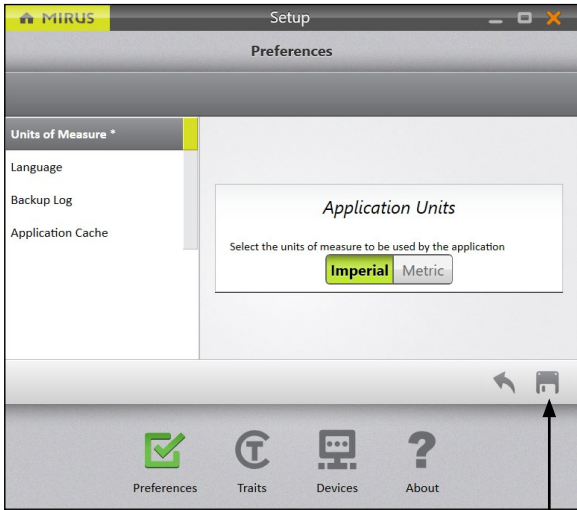 MIRUS
Setup
Preferences
Units of Measure *
Language
Backup Log
Application Cache
Application Units
Select the units of measure to be used by the application
Imperial Metric
Preferences Traits Devices About